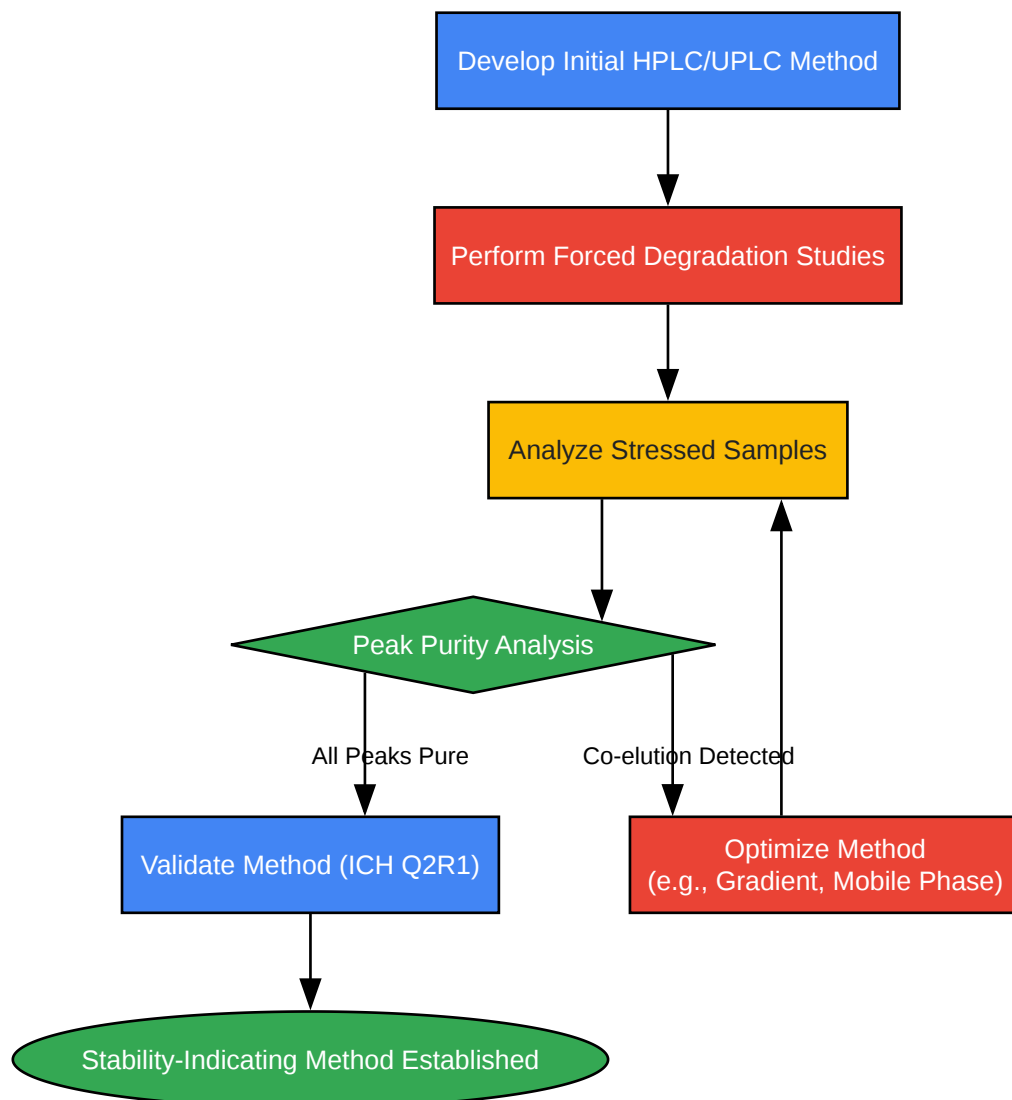 Develop Initial HPLC/UPLC Method
Perform Forced Degradation Studies
Analyze Stressed Samples
Peak Purity Analysis
All Peaks Pure
Co-elution Detected
Validate Method (ICH Q2R1)
Optimize Method
(e.g., Gradient, Mobile Phase)
Stability-Indicating Method Established